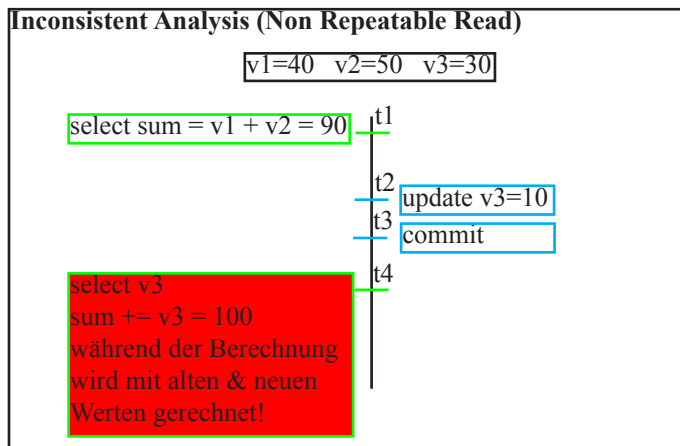 Inconsistent Analysis (Non Repeatable Read)
v1=40 v2=50 v3=30
select sum = v1 + v2 = 90
t1
t2
update v3=10
t3
commit
t4
select v3
sum += v3 = 100
während der Berechnung
wird mit alten & neuen
Werten gerechnet!